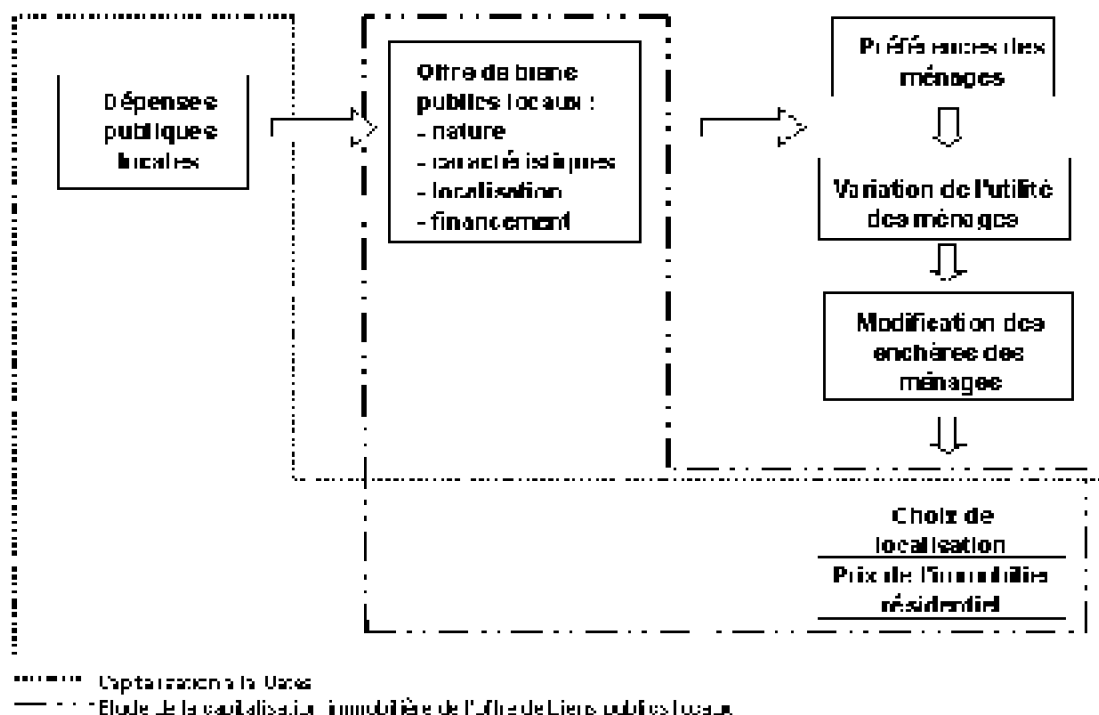 Dépenses
publiques
locales
Offre de biens
publics locaux :
- nature
- caractéristiques
- localisation
- financement
Préférences des
ménages
Variation de l'utilité
des ménages
Modification des
enchères des
ménages
Choix de
localisation
Prix de l'immobilier
résidentiel
Capitalisation à la Oates
Etude de la capitalisation immobilière de l'offre de biens publics locaux